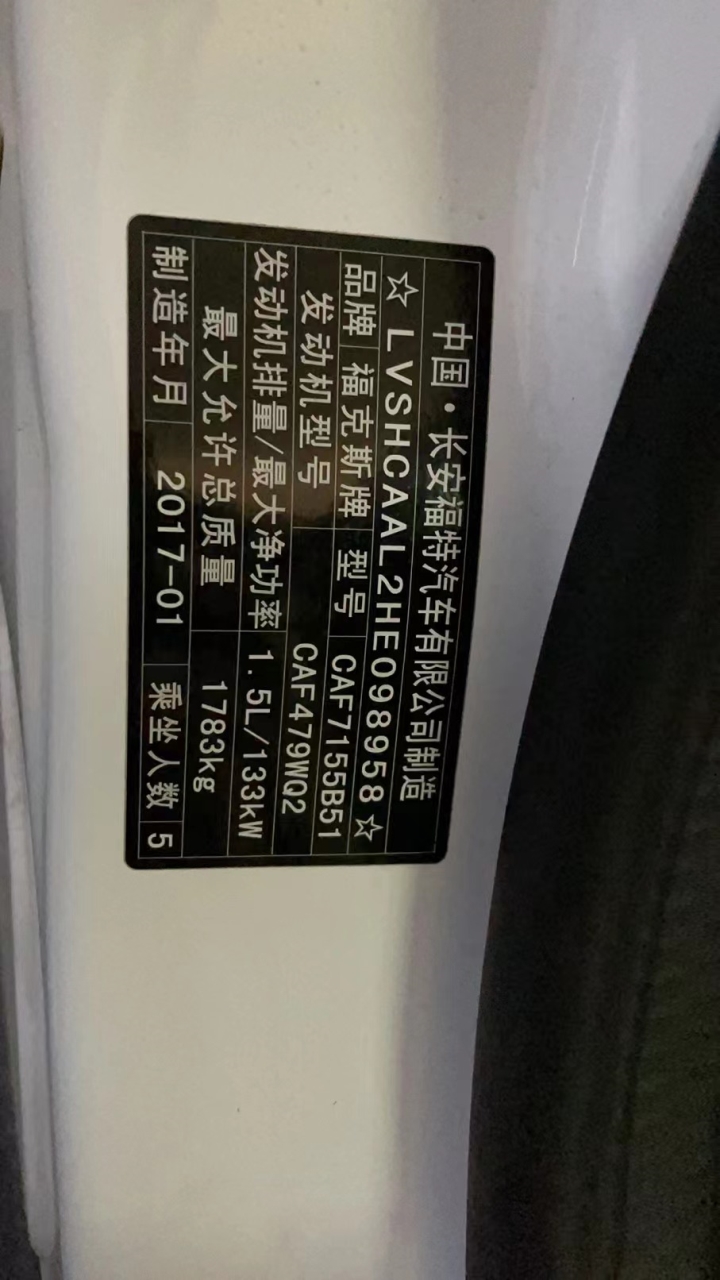 中国·长安福特汽车有限公司制造
☆LVSHCAAL2HE098958☆
品牌 福克斯牌 型号 CAF7155B51
发动机型号 CAF479WQ2
发动机排量/最大净功率 1.5L/133kW
最大允许总质量 1783kg
制造年月 2017-01 乘坐人数 5